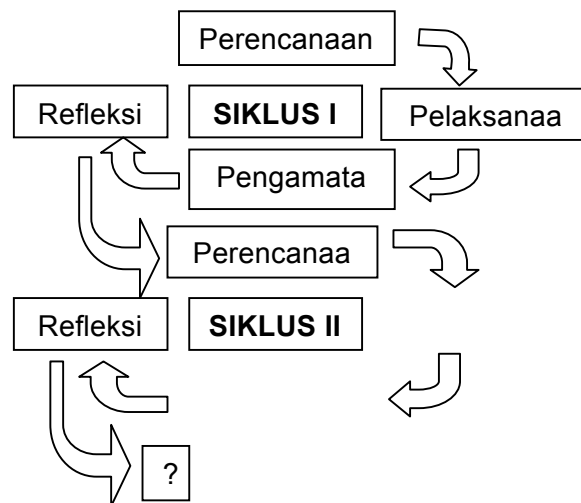 Perencanaan
Refleksi
SIKLUS I
Pelaksanaa
Pengamata
Perencanaa
Refleksi
SIKLUS II
?